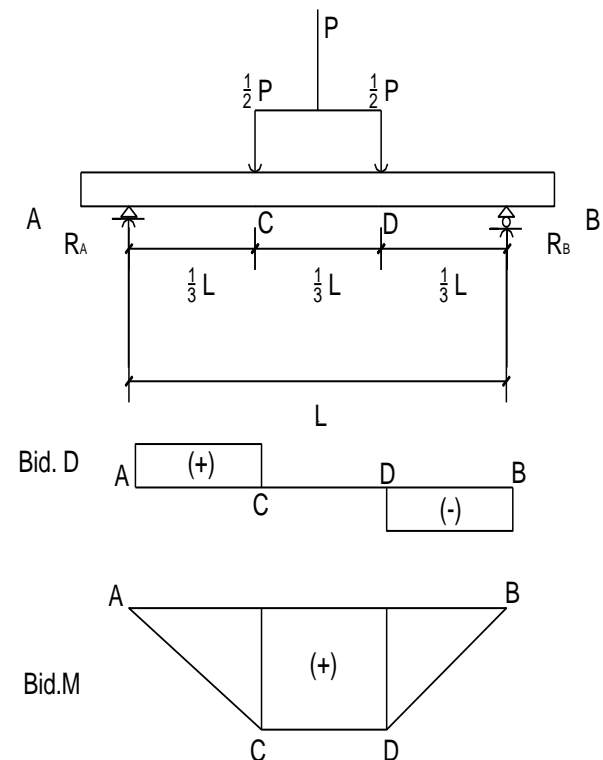 P
½ P ½ P
A C D B
R_A R_B
⅓ L ⅓ L ⅓ L
L
Bid. D A (+) C D (-) B
A B
Bid.M (+)
C D